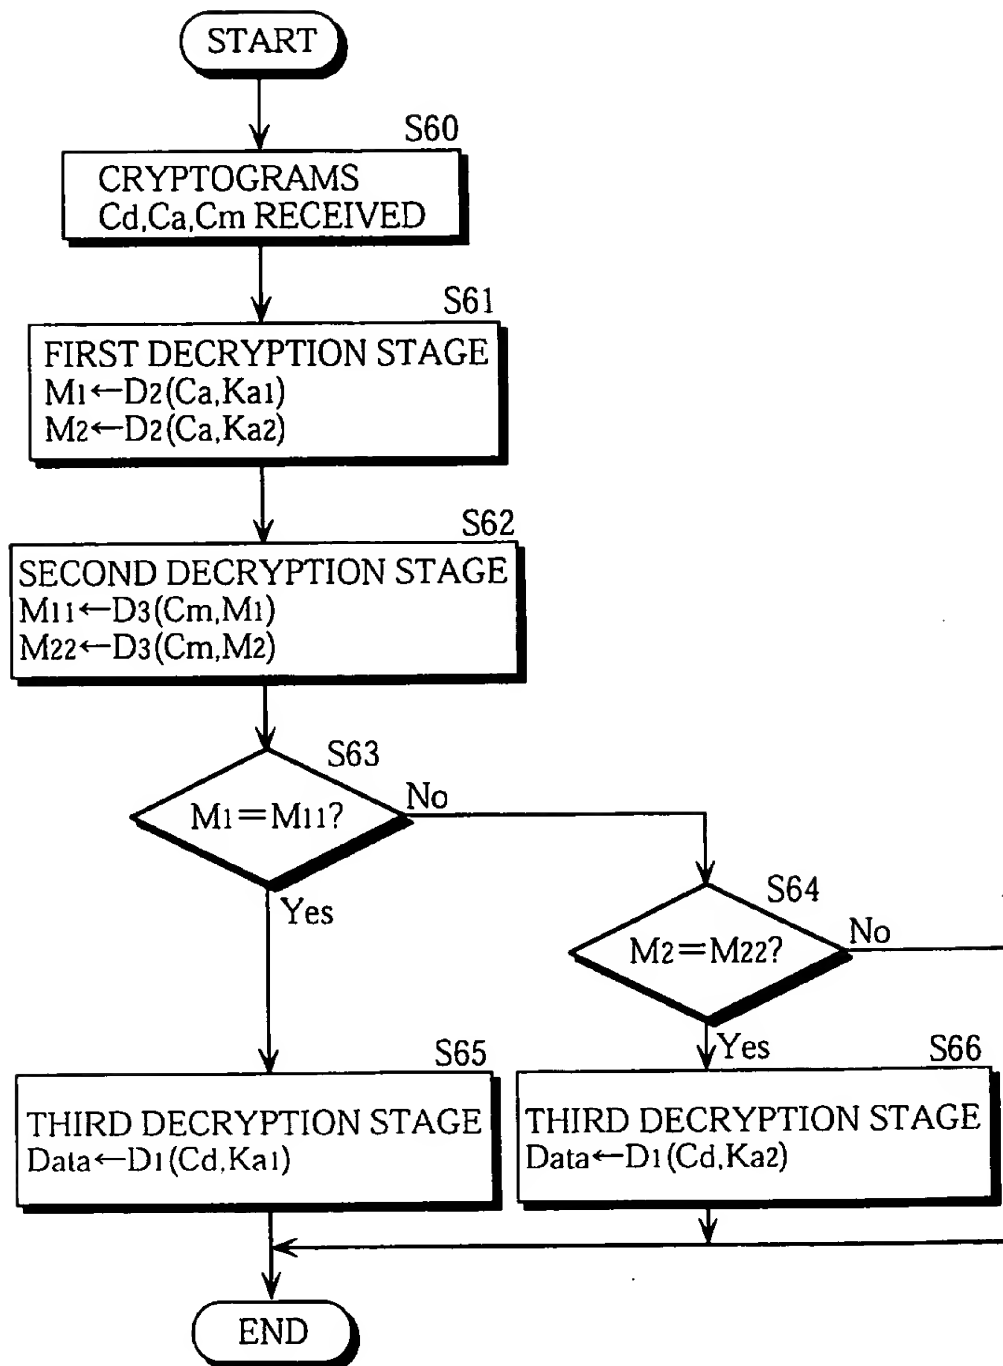 START
S60
CRYPTOGRAMS
Cd,Ca,Cm RECEIVED
S61
FIRST DECRYPTION STAGE
M1←D2(Ca,Ka1)
M2←D2(Ca,Ka2)
S62
SECOND DECRYPTION STAGE
M11←D3(Cm,M1)
M22←D3(Cm,M2)
S63
M1=M11?
No
Yes
S64
M2=M22?
No
Yes
S65
THIRD DECRYPTION STAGE
Data←D1(Cd,Ka1)
S66
THIRD DECRYPTION STAGE
Data←D1(Cd,Ka2)
END